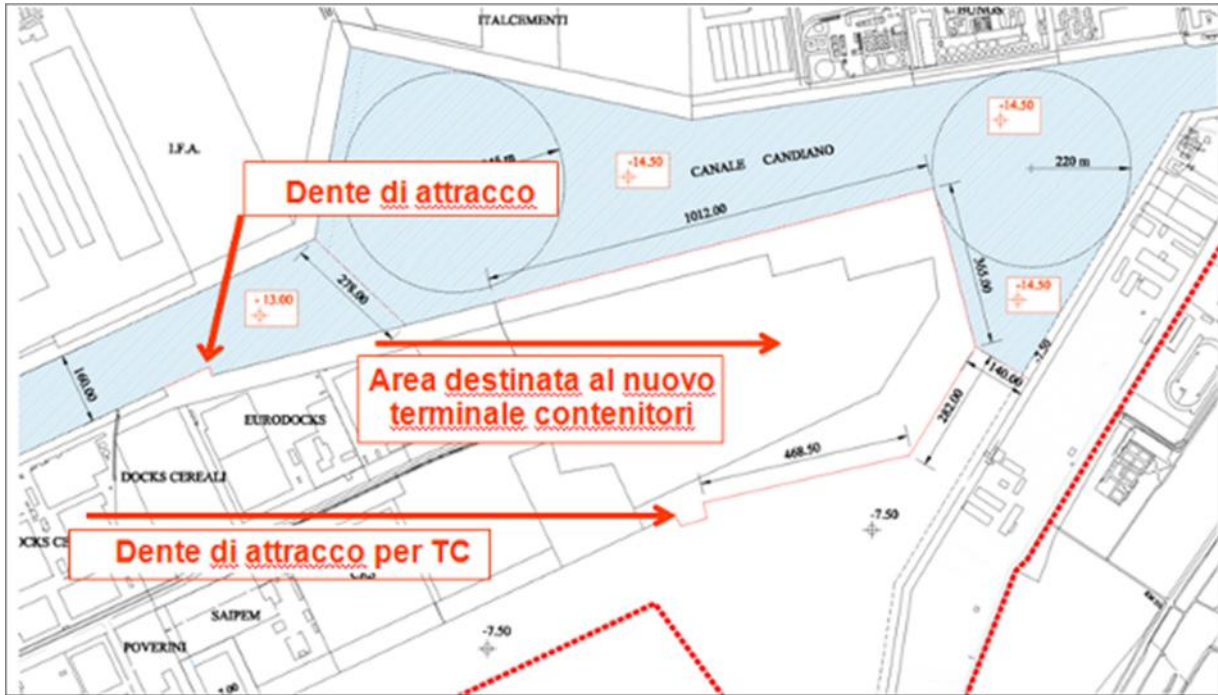 ITALCEMENTI
I.F.A.
-14.50
-14.50
CANALE CANDIANO
220 m
Dente di attracco
1012.00
278.00
365.00
-14.50
- 13.00
160.00
-7.50
140.00
Area destinata al nuovo
terminale contenitori
282.00
EURODOCKS
468.50
DOCKS CEREALI
-7.50
Dente di attracco per TC
SAIPEM
-7.50
POVERINI